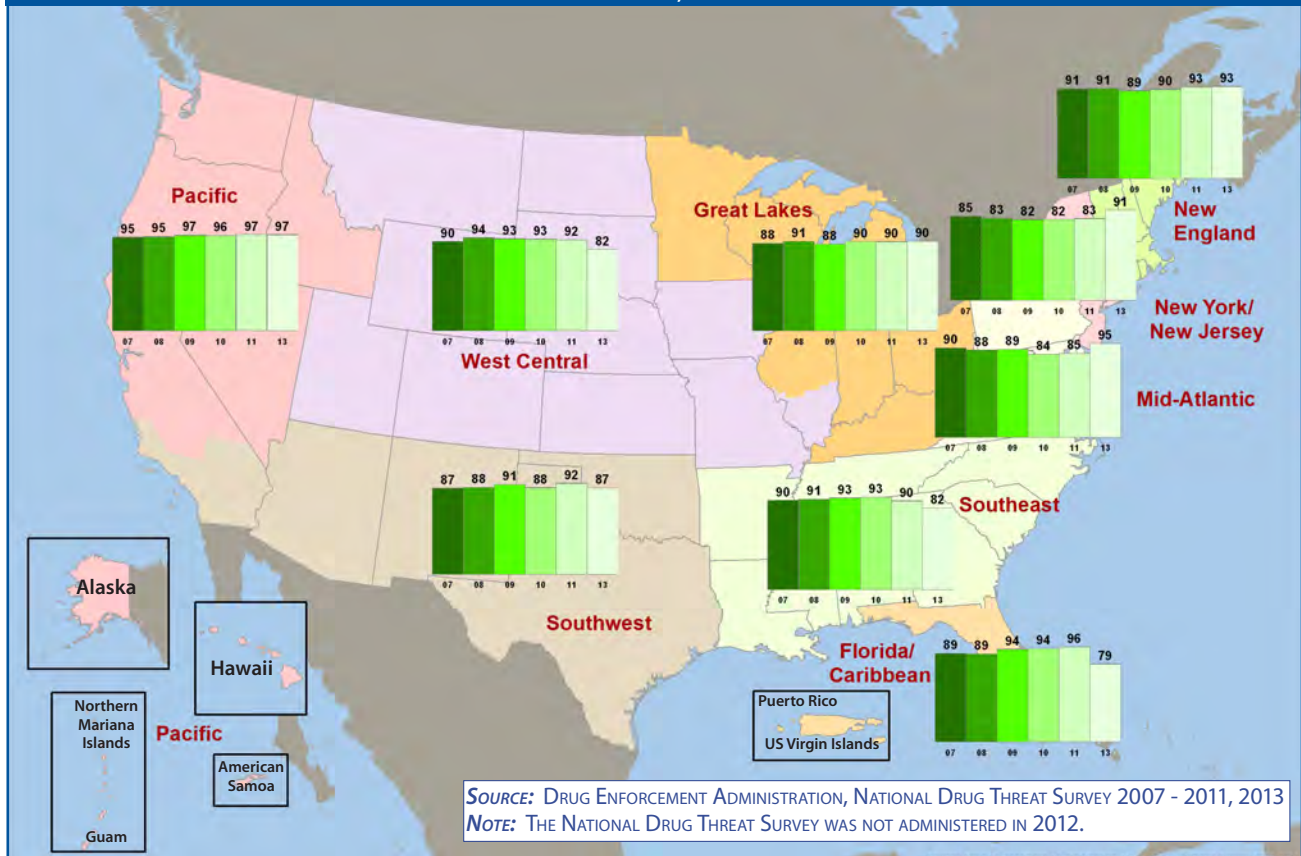 91 91 89 90 93 93
07 08 09 10 11 13
New
England
Pacific
95 95 97 96 97 97
07 08 09 10 11 13
90 94 93 93 92 82
07 08 09 10 11 13
West Central
Great Lakes
88 91 88 90 90 90
07 08 09 10 11 13
85 83 82 82 83 91
07 08 09 10 11 13
New York/
New Jersey
90 88 89 84 85 95
07 08 09 10 11 13
Mid-Atlantic
87 88 91 88 92 87
07 08 09 10 11 13
Southwest
90 91 93 93 90 82
07 08 09 10 11 13
Southeast
Florida/
Caribbean
89 89 94 94 96 79
07 08 09 10 11 13
Alaska
Hawaii
Northern
Mariana
Islands
Guam
Pacific
American
Samoa
Puerto Rico
US Virgin Islands
SOURCE: DRUG ENFORCEMENT ADMINISTRATION, NATIONAL DRUG THREAT SURVEY 2007 - 2011, 2013
NOTE: THE NATIONAL DRUG THREAT SURVEY WAS NOT ADMINISTERED IN 2012.